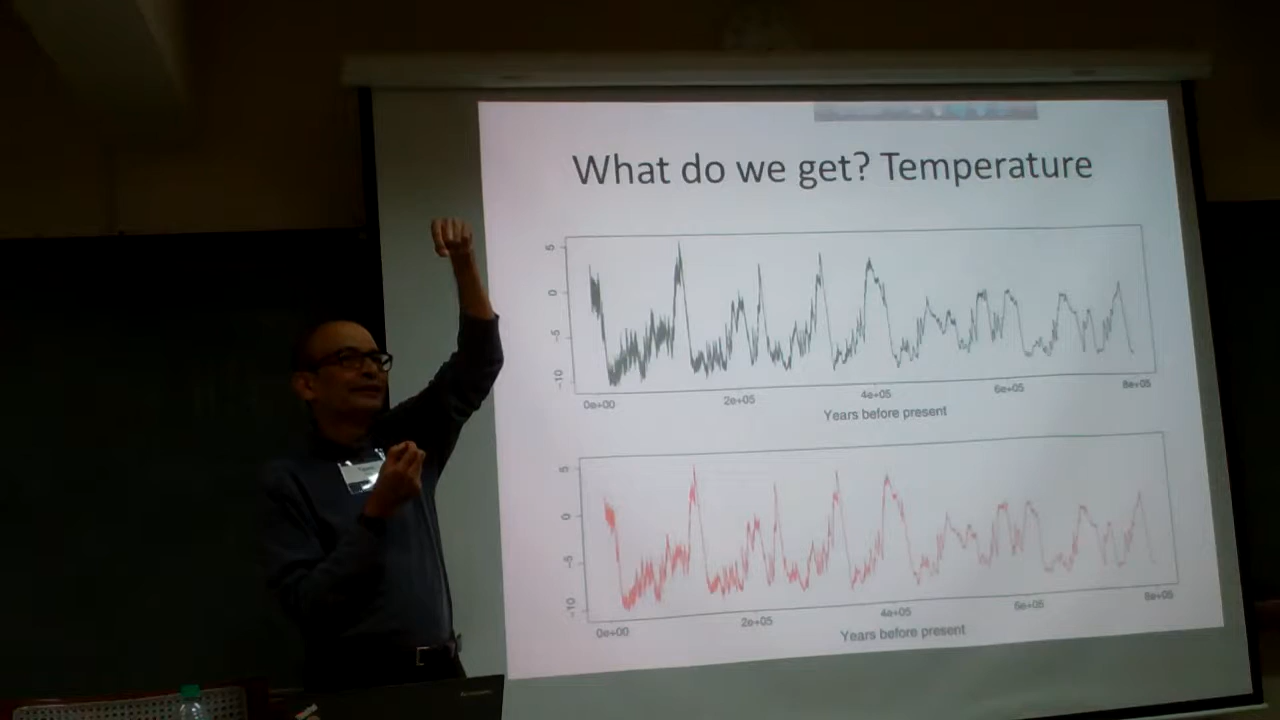 What do we get? Temperature
5
0
-5
-10
0e+00 2e+05 4e+05 6e+05 8e+05
Years before present
5
0
-5
-10
0e+00 2e+05 4e+05 6e+05 8e+05
Years before present